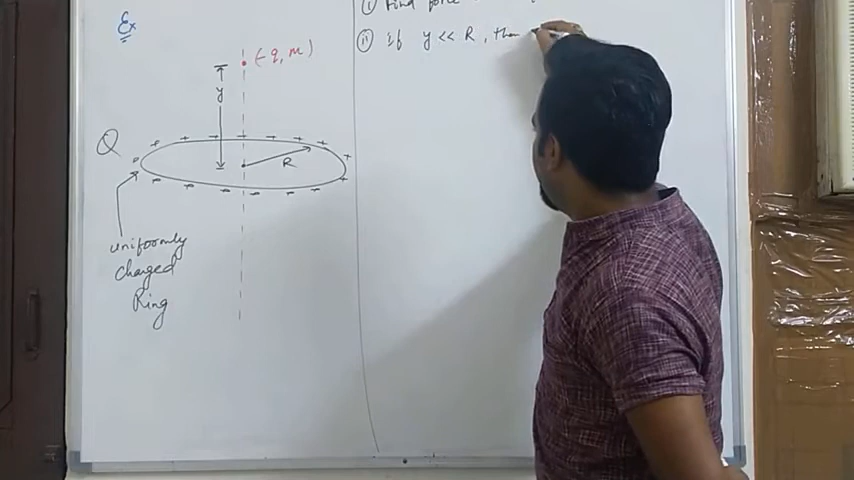 Ex
(-q, m)
y
Q
R
uniformly
charged
Ring
(i) Find force
(ii) if y << R, then